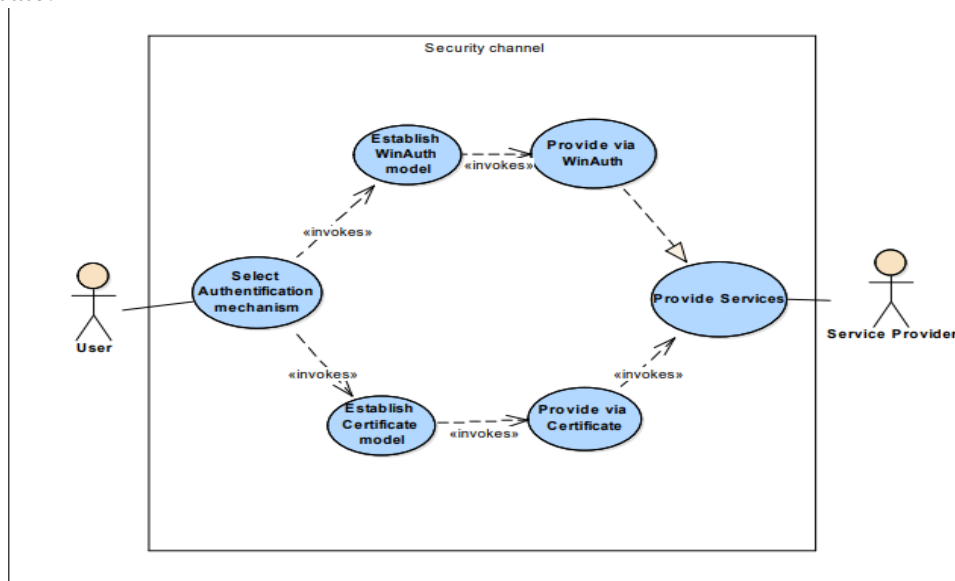 Security channel
Establish
WinAuth
model
«invokes»
Provide via
WinAuth
«invokes»
Select
Authentification
mechanism
Provide Services
User
Service Provider
«invokes»
«invokes»
Establish
Certificate
model
«invokes»
Provide via
Certificate